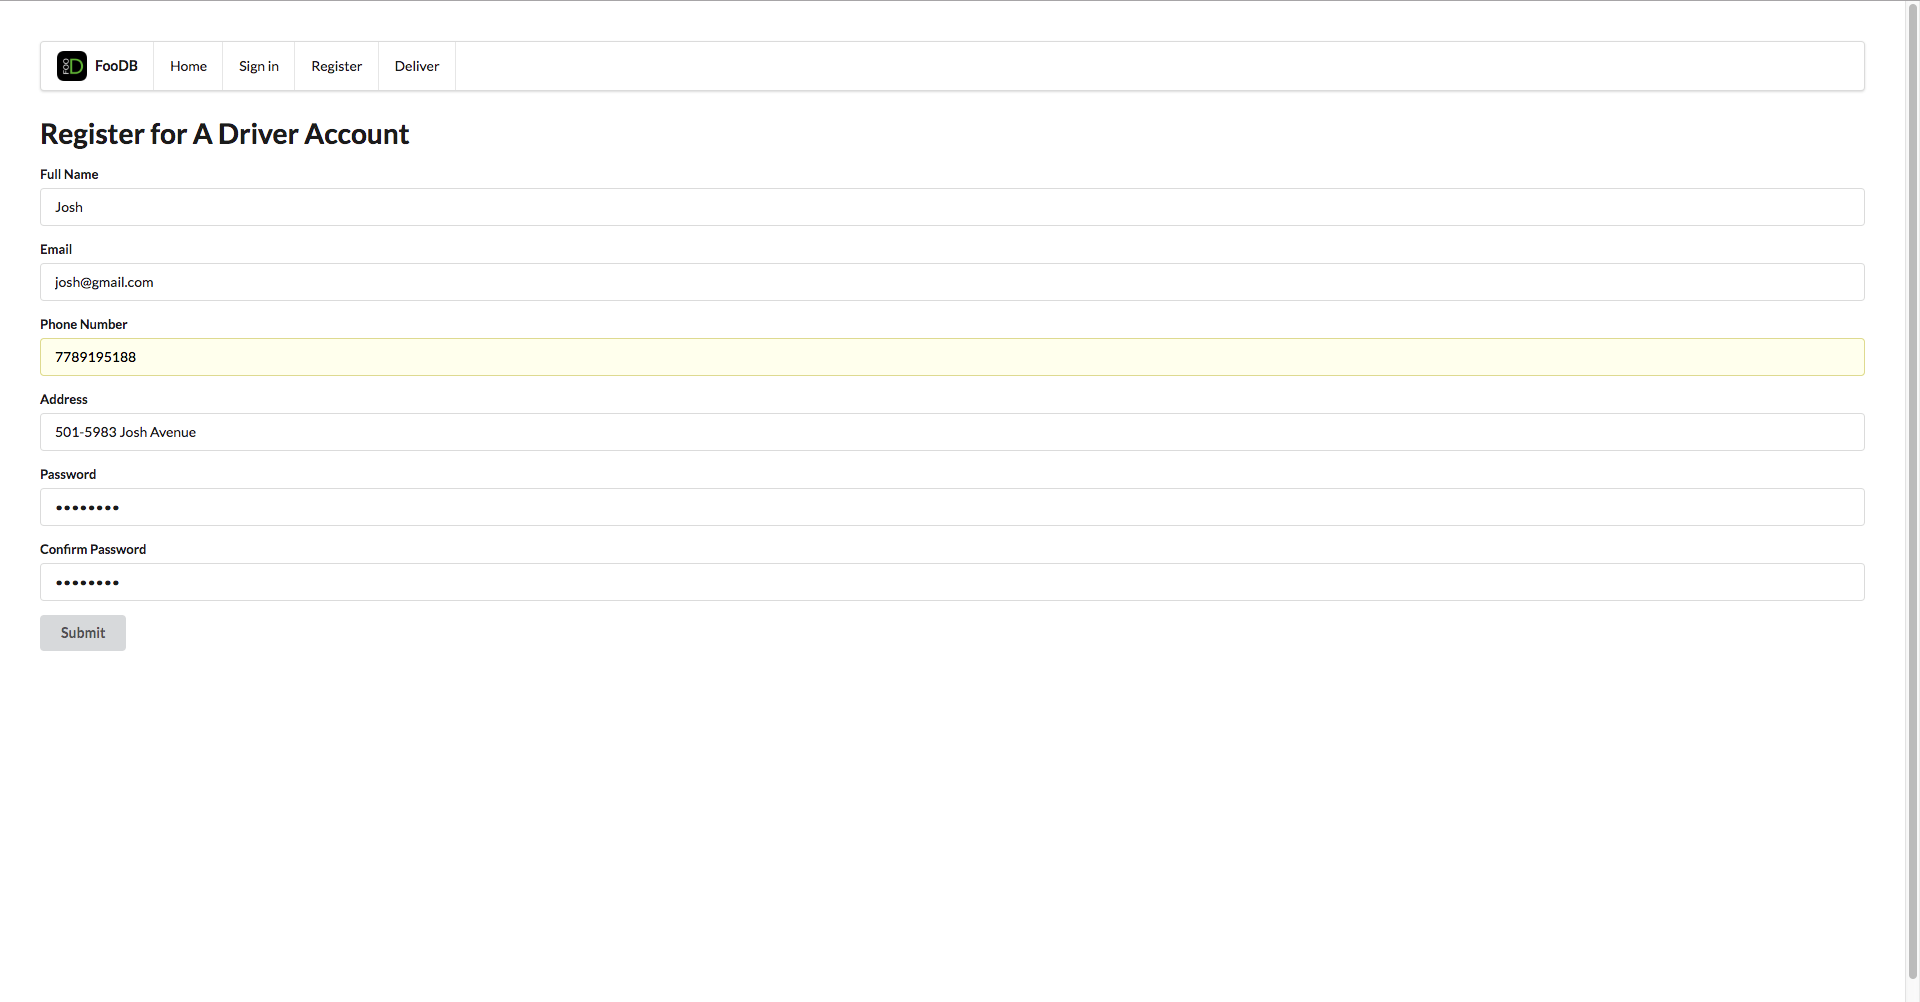 FOO D FooDB Home Sign in Register Deliver
Register for A Driver Account
Full Name
Josh
Email
josh@gmail.com
Phone Number
7789195188
Address
501-5983 Josh Avenue
Password
••••••••
Confirm Password
••••••••
Submit